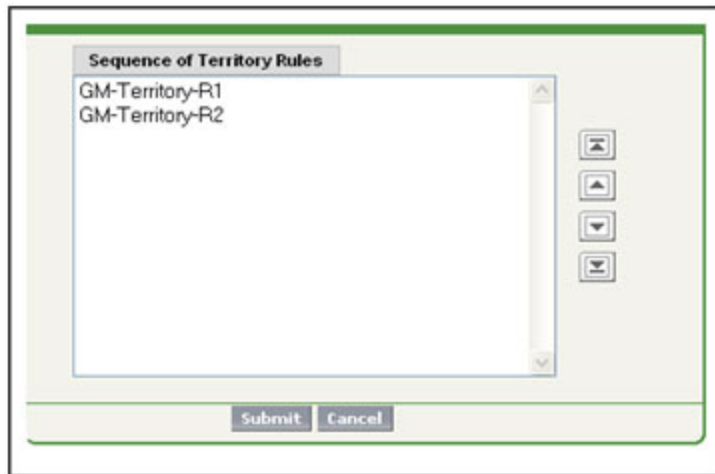 Sequence of Territory Rules
GM-Territory-R1
GM-Territory-R2
Submit Cancel